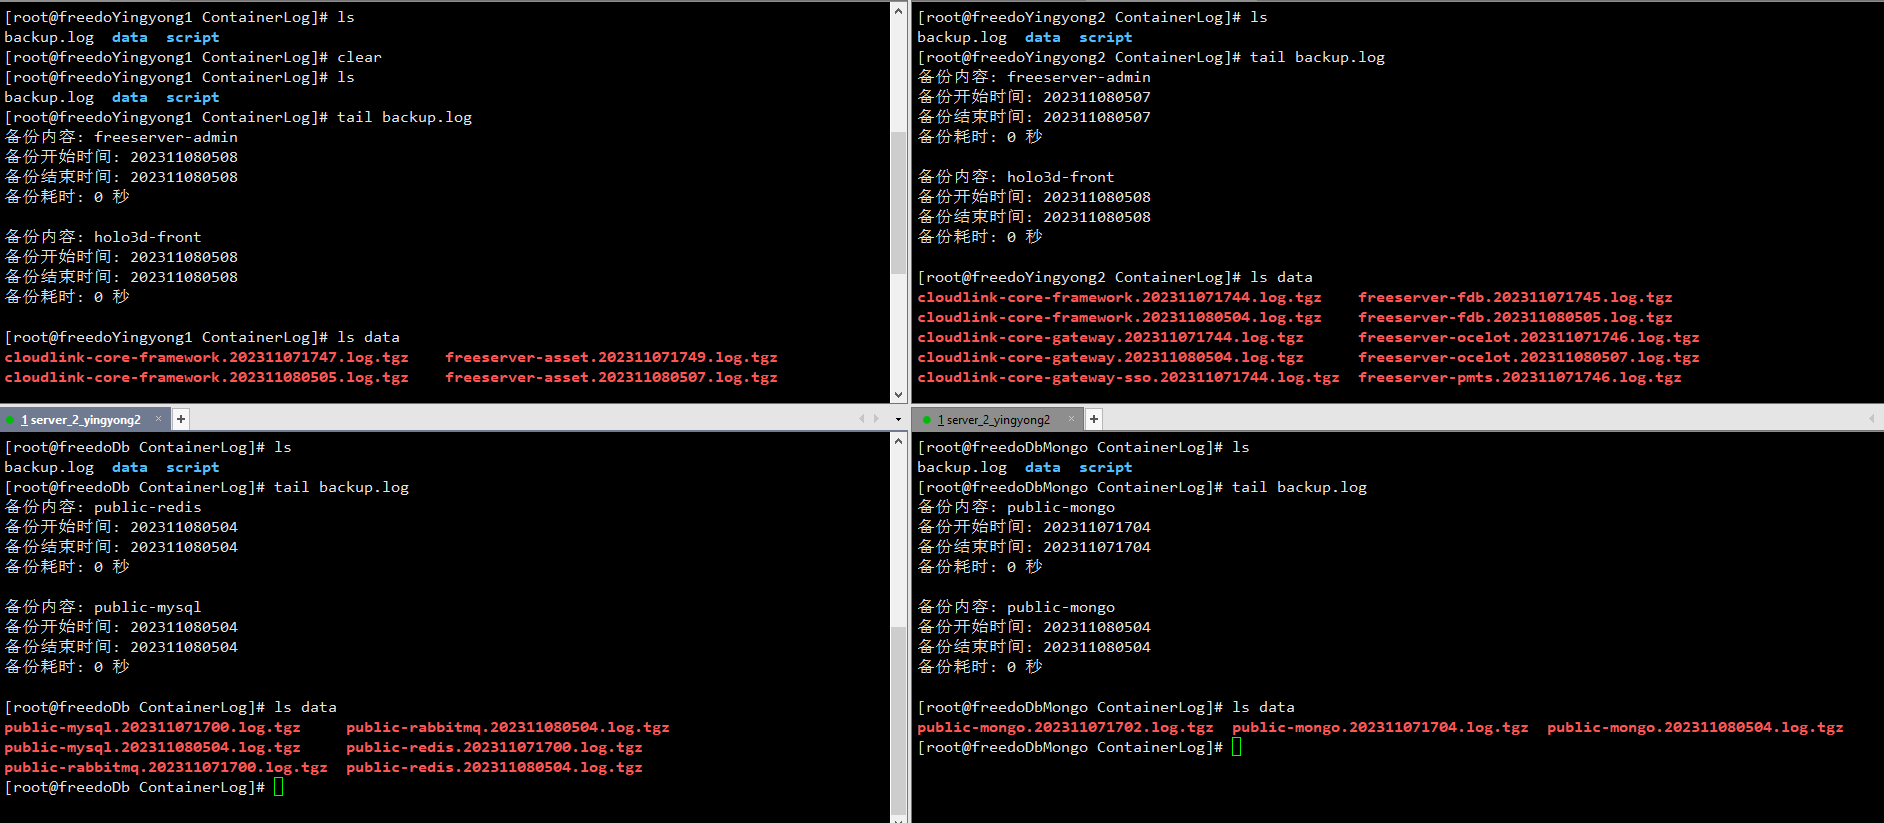 [root@freedoYingyong1 ContainerLog]# ls
backup.log  data  script
[root@freedoYingyong1 ContainerLog]# clear
[root@freedoYingyong1 ContainerLog]# ls
backup.log  data  script
[root@freedoYingyong1 ContainerLog]# tail backup.log
备份内容: freeserver-admin
备份开始时间: 202311080508
备份结束时间: 202311080508
备份耗时: 0 秒
备份内容: holo3d-front
备份开始时间: 202311080508
备份结束时间: 202311080508
备份耗时: 0 秒
[root@freedoYingyong1 ContainerLog]# ls data
cloudlink-core-framework.202311071747.log.tgz    freeserver-asset.202311071749.log.tgz
cloudlink-core-framework.202311080505.log.tgz    freeserver-asset.202311080507.log.tgz
[root@freedoYingyong2 ContainerLog]# ls
backup.log  data  script
[root@freedoYingyong2 ContainerLog]# tail backup.log
备份内容: freeserver-admin
备份开始时间: 202311080507
备份结束时间: 202311080507
备份耗时: 0 秒
备份内容: holo3d-front
备份开始时间: 202311080508
备份结束时间: 202311080508
备份耗时: 0 秒
[root@freedoYingyong2 ContainerLog]# ls data
cloudlink-core-framework.202311071744.log.tgz    freeserver-fdb.202311071745.log.tgz
cloudlink-core-framework.202311080504.log.tgz    freeserver-fdb.202311080505.log.tgz
cloudlink-core-gateway.202311071744.log.tgz      freeserver-ocelot.202311071746.log.tgz
cloudlink-core-gateway.202311080504.log.tgz      freeserver-ocelot.202311080507.log.tgz
cloudlink-core-gateway-sso.202311071744.log.tgz  freeserver-pmts.202311071746.log.tgz
1 server_2_yingyong2 × +
[root@freedoDb ContainerLog]# ls
backup.log  data  script
[root@freedoDb ContainerLog]# tail backup.log
备份内容: public-redis
备份开始时间: 202311080504
备份结束时间: 202311080504
备份耗时: 0 秒
备份内容: public-mysql
备份开始时间: 202311080504
备份结束时间: 202311080504
备份耗时: 0 秒
[root@freedoDb ContainerLog]# ls data
public-mysql.202311071700.log.tgz     public-rabbitmq.202311080504.log.tgz
public-mysql.202311080504.log.tgz     public-redis.202311071700.log.tgz
public-rabbitmq.202311071700.log.tgz  public-redis.202311080504.log.tgz
[root@freedoDb ContainerLog]#
1 server_2_yingyong2 × +
[root@freedoDbMongo ContainerLog]# ls
backup.log  data  script
[root@freedoDbMongo ContainerLog]# tail backup.log
备份内容: public-mongo
备份开始时间: 202311071704
备份结束时间: 202311071704
备份耗时: 0 秒
备份内容: public-mongo
备份开始时间: 202311080504
备份结束时间: 202311080504
备份耗时: 0 秒
[root@freedoDbMongo ContainerLog]# ls data
public-mongo.202311071702.log.tgz  public-mongo.202311071704.log.tgz  public-mongo.202311080504.log.tgz
[root@freedoDbMongo ContainerLog]#